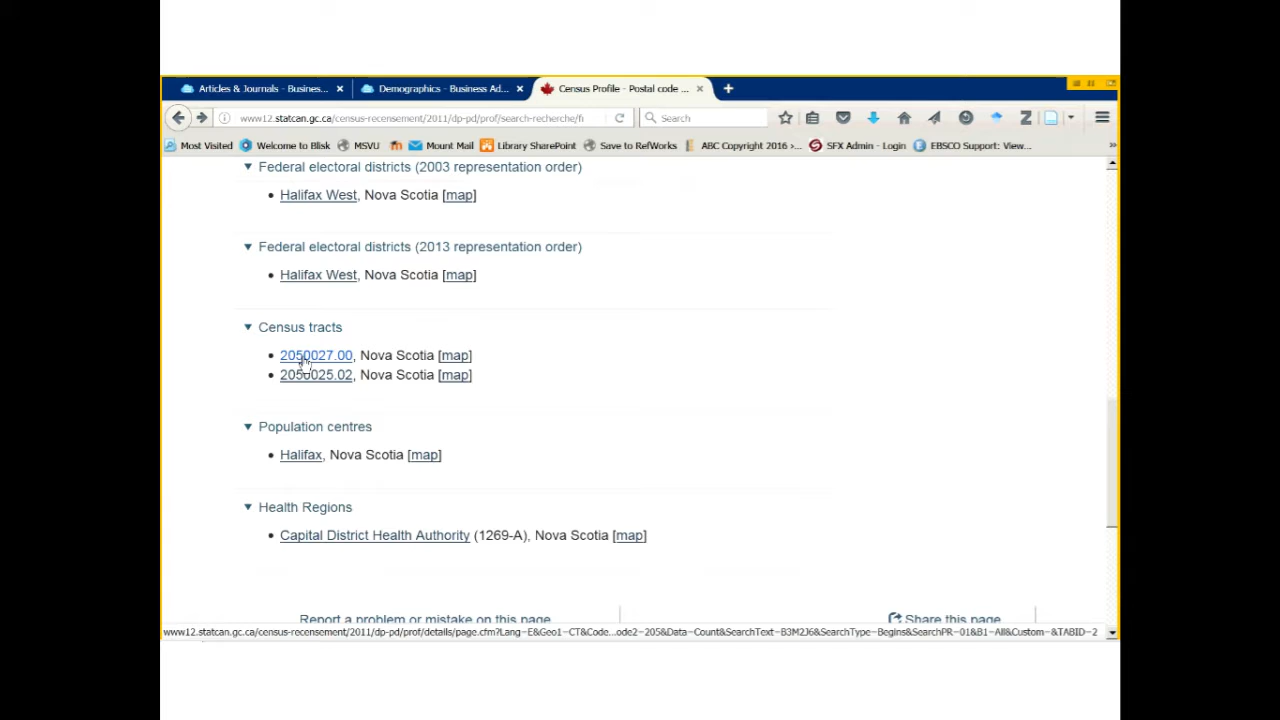 Articles & Journals - Busines... × Demographics - Business Ad... × Census Profile - Postal code ... × +
www12.statcan.gc.ca/census-recensement/2011/dp-pd/prof/search-recherche/fr Search
Most Visited Welcome to Blisk MSVU Mount Mail Library SharePoint Save to RefWorks ABC Copyright 2016 >... SFX Admin - Login EBSCO Support: View... »
Federal electoral districts (2003 representation order)
• Halifax West, Nova Scotia [map]
Federal electoral districts (2013 representation order)
• Halifax West, Nova Scotia [map]
Census tracts
• 2050027.00, Nova Scotia [map]
• 2050025.02, Nova Scotia [map]
Population centres
• Halifax, Nova Scotia [map]
Health Regions
• Capital District Health Authority (1269-A), Nova Scotia [map]
Report a problem or mistake on this page Share this page
www12.statcan.gc.ca/census-recensement/2011/dp-pd/prof/details/page.cfm?Lang-E&Geo1-CT&Code...ode2-205&Data-Count&SearchText-B3M2J6&SearchType-Begins&SearchPR-01&B1-All&Custom-&TABID-2